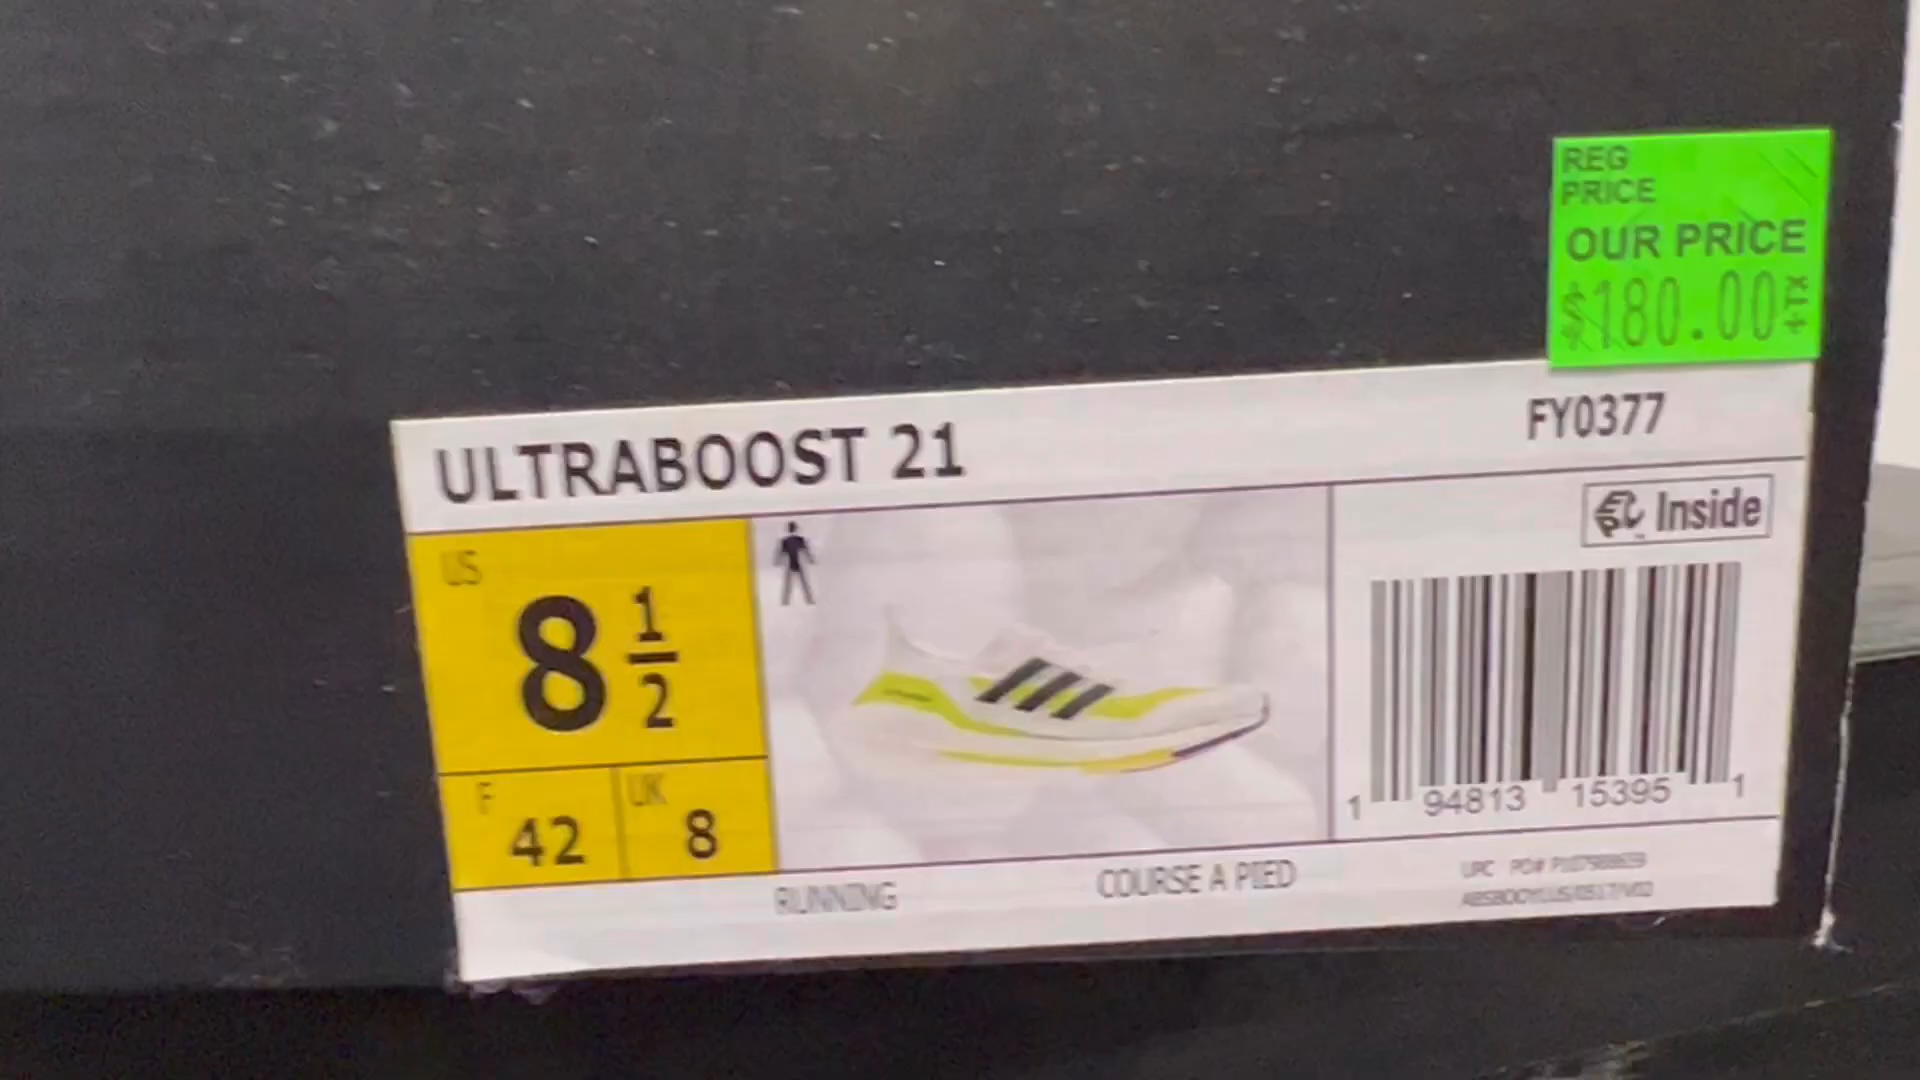 REG
PRICE
OUR PRICE
$180.00
ULTRABOOST 21
FY0377
Inside
US
8 1/2
F
42
UK
8
1 94813 15395 1
RUNNING
COURSE A PIED
UPC PO#